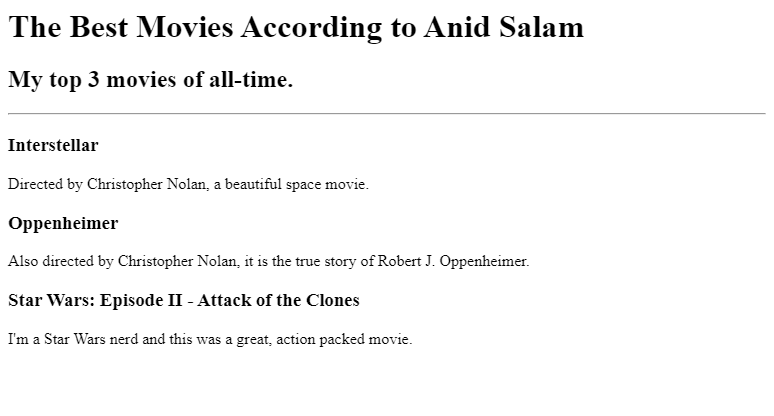 The Best Movies According to Anid Salam
My top 3 movies of all-time.
Interstellar
Directed by Christopher Nolan, a beautiful space movie.
Oppenheimer
Also directed by Christopher Nolan, it is the true story of Robert J. Oppenheimer.
Star Wars: Episode II - Attack of the Clones
I'm a Star Wars nerd and this was a great, action packed movie.